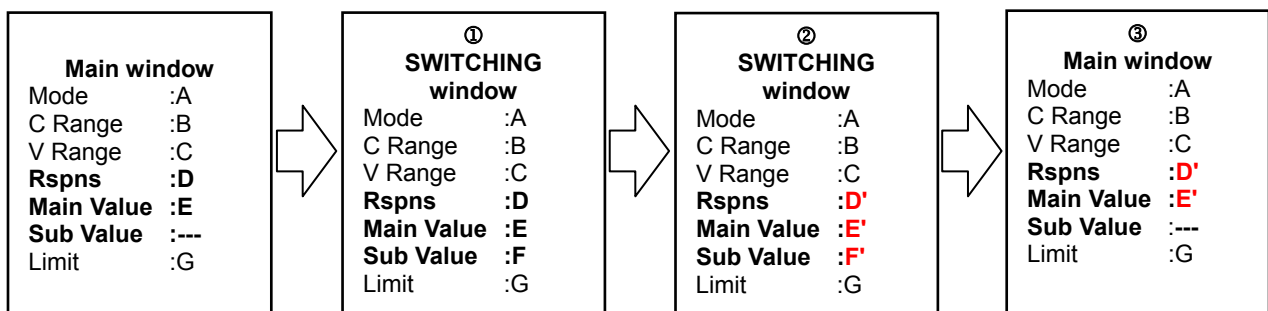 Main window
Mode :A
C Range :B
V Range :C
Rspns :D
Main Value :E
Sub Value :---
Limit :G
①
SWITCHING
window
Mode :A
C Range :B
V Range :C
Rspns :D
Main Value :E
Sub Value :F
Limit :G
②
SWITCHING
window
Mode :A
C Range :B
V Range :C
Rspns :D'
Main Value :E'
Sub Value :F'
Limit :G
③
Main window
Mode :A
C Range :B
V Range :C
Rspns :D'
Main Value :E'
Sub Value :---
Limit :G